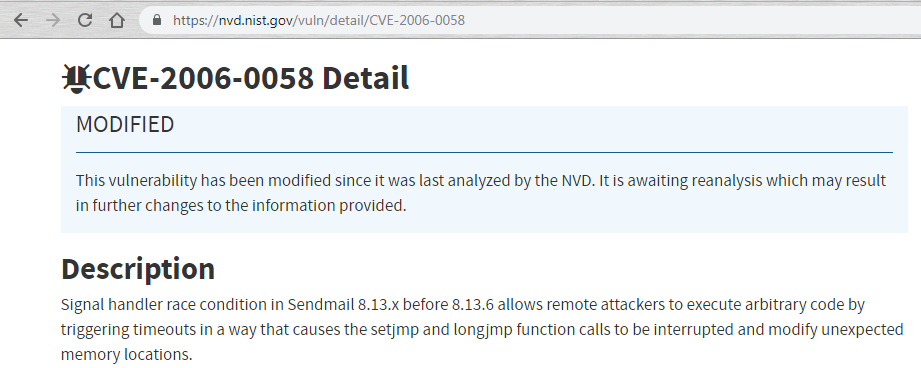 https://nvd.nist.gov/vuln/detail/CVE-2006-0058
CVE-2006-0058 Detail
MODIFIED
This vulnerability has been modified since it was last analyzed by the NVD. It is awaiting reanalysis which may result
in further changes to the information provided.
Description
Signal handler race condition in Sendmail 8.13.x before 8.13.6 allows remote attackers to execute arbitrary code by
triggering timeouts in a way that causes the setjmp and longjmp function calls to be interrupted and modify unexpected
memory locations.